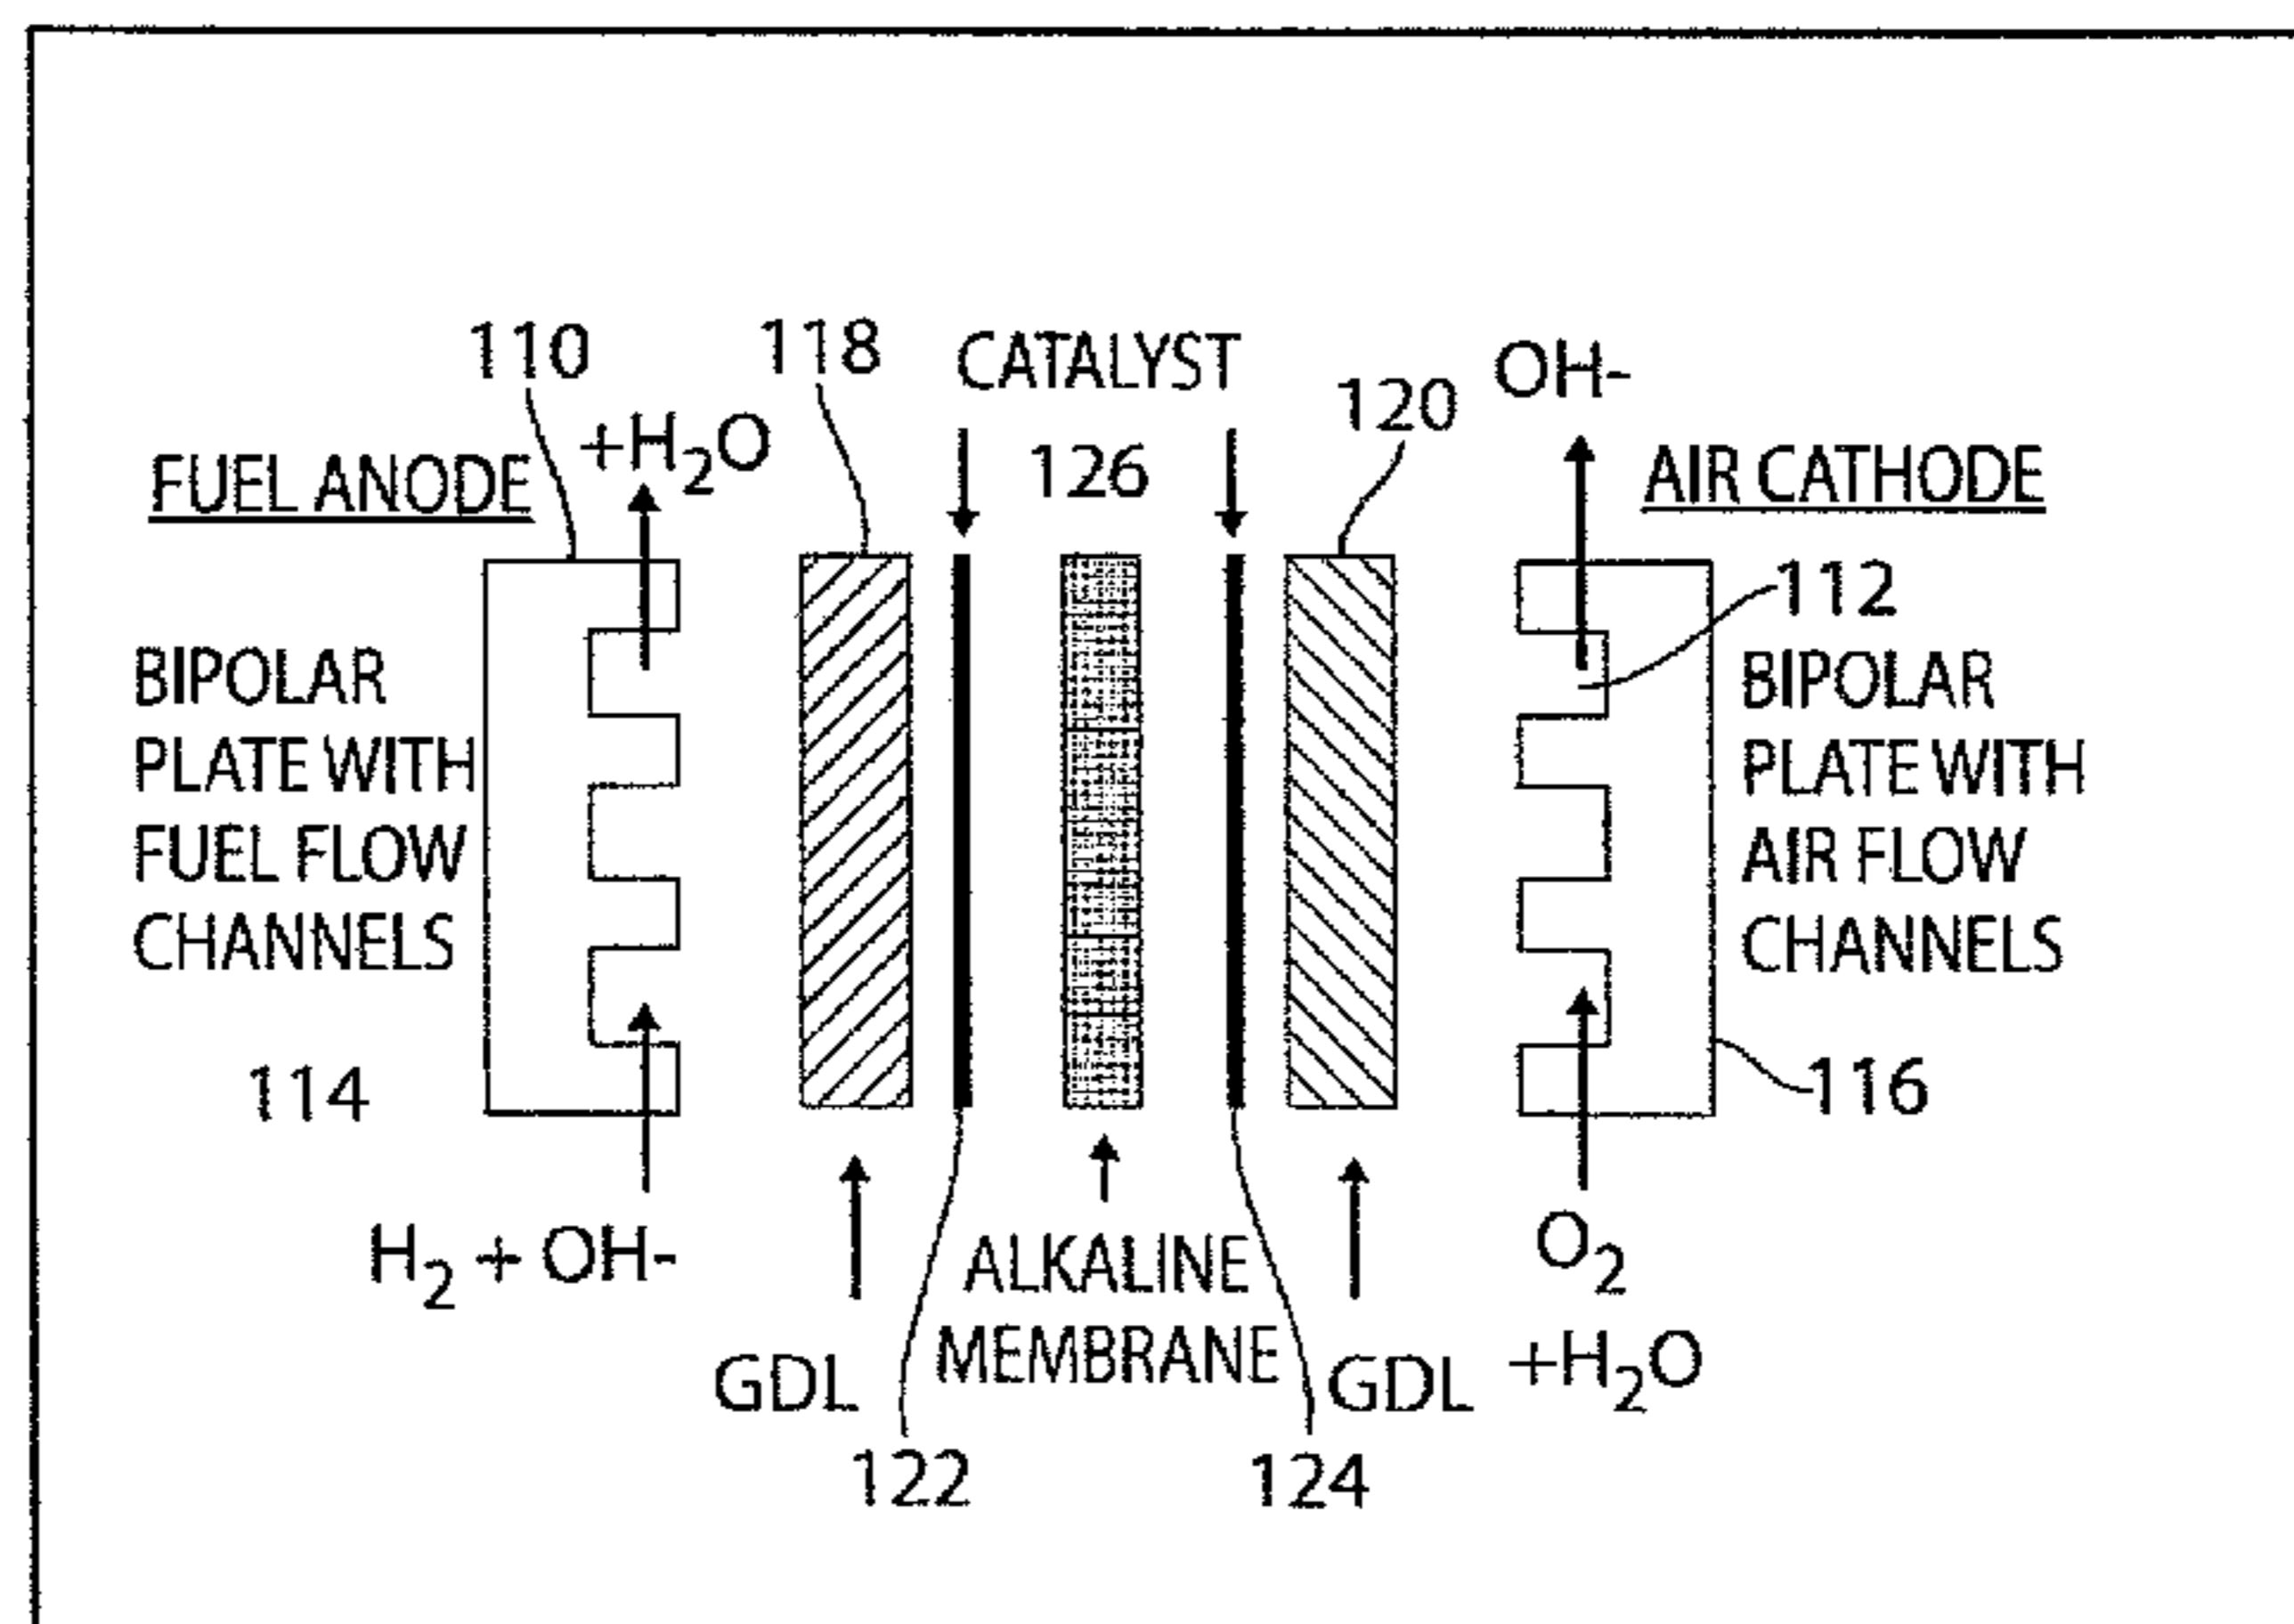 110
118
CATALYST
120
OH-
+H2O
126
FUEL ANODE
AIR CATHODE
112
BIPOLAR
PLATE WITH
FUEL FLOW
CHANNELS
BIPOLAR
PLATE WITH
AIR FLOW
CHANNELS
114
116
H2 + OH-
ALKALINE
MEMBRANE
O2
+H2O
GDL
GDL
122
124